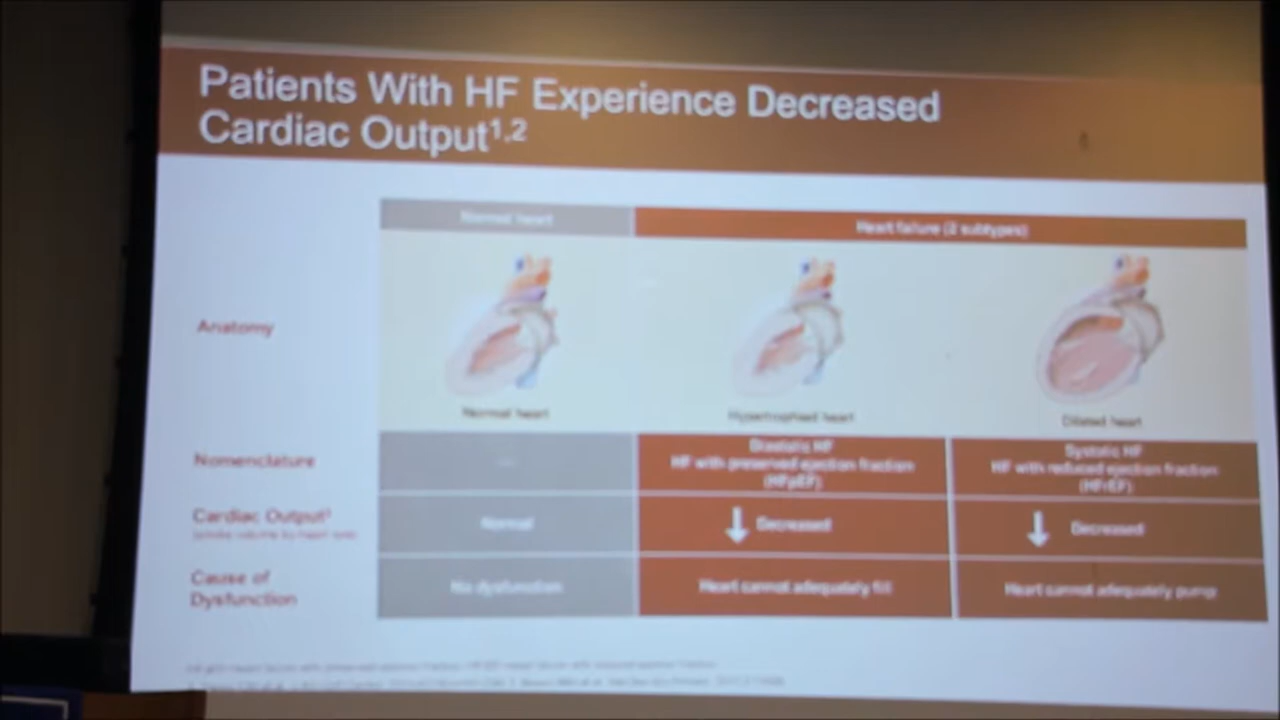 Patients With HF Experience Decreased
Cardiac Output1,2
Normal heart
Heart failure (2 subtypes)
Anatomy
Normal heart
Hypertrophied heart
Dilated heart
Nomenclature
Diastolic HF
HF with preserved ejection fraction
(HFpEF)
Systolic HF
HF with reduced ejection fraction
(HFrEF)
Cardiac Output
Normal
Decreased
Decreased
Cause of
Dysfunction
No dysfunction
Heart cannot adequately fill
Heart cannot adequately pump